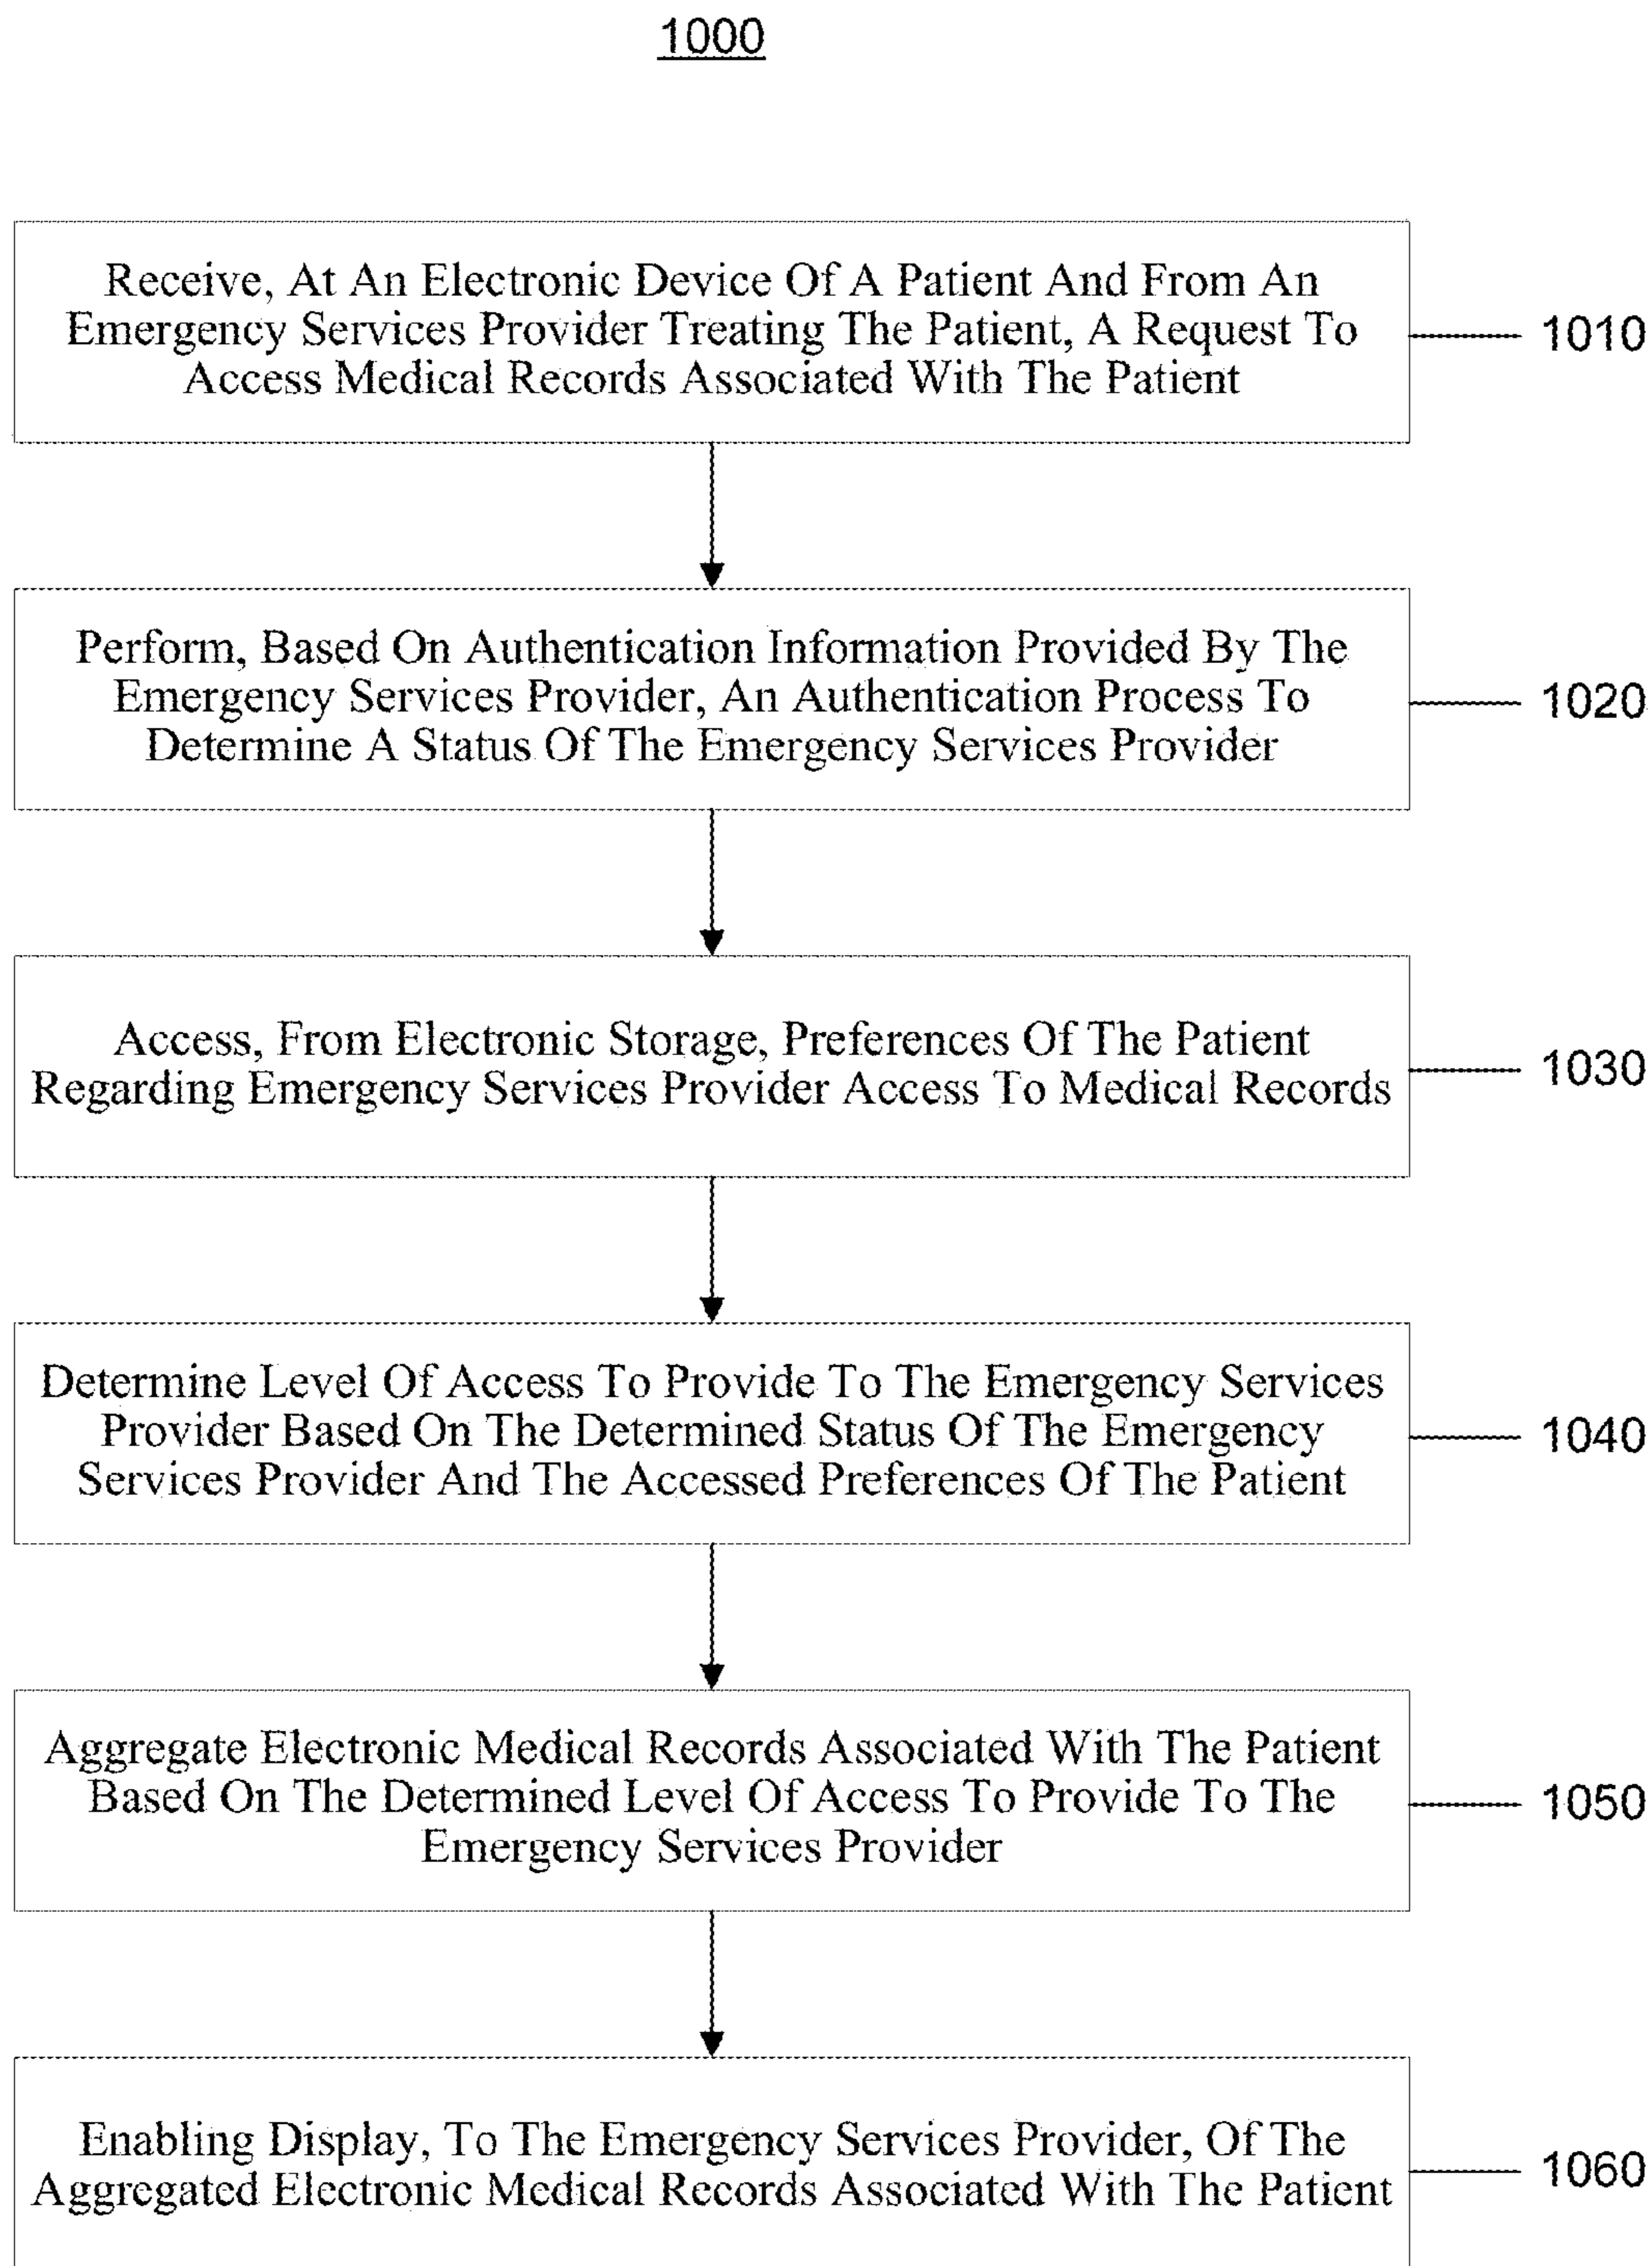 1000
Receive, At An Electronic Device Of A Patient And From An
Emergency Services Provider Treating The Patient, A Request To
Access Medical Records Associated With The Patient
1010
Perform, Based On Authentication Information Provided By The
Emergency Services Provider, An Authentication Process To
Determine A Status Of The Emergency Services Provider
1020
Access, From Electronic Storage, Preferences Of The Patient
Regarding Emergency Services Provider Access To Medical Records
1030
Determine Level Of Access To Provide To The Emergency Services
Provider Based On The Determined Status Of The Emergency
Services Provider And The Accessed Preferences Of The Patient
1040
Aggregate Electronic Medical Records Associated With The Patient
Based On The Determined Level Of Access To Provide To The
Emergency Services Provider
1050
Enabling Display, To The Emergency Services Provider, Of The
Aggregated Electronic Medical Records Associated With The Patient
1060